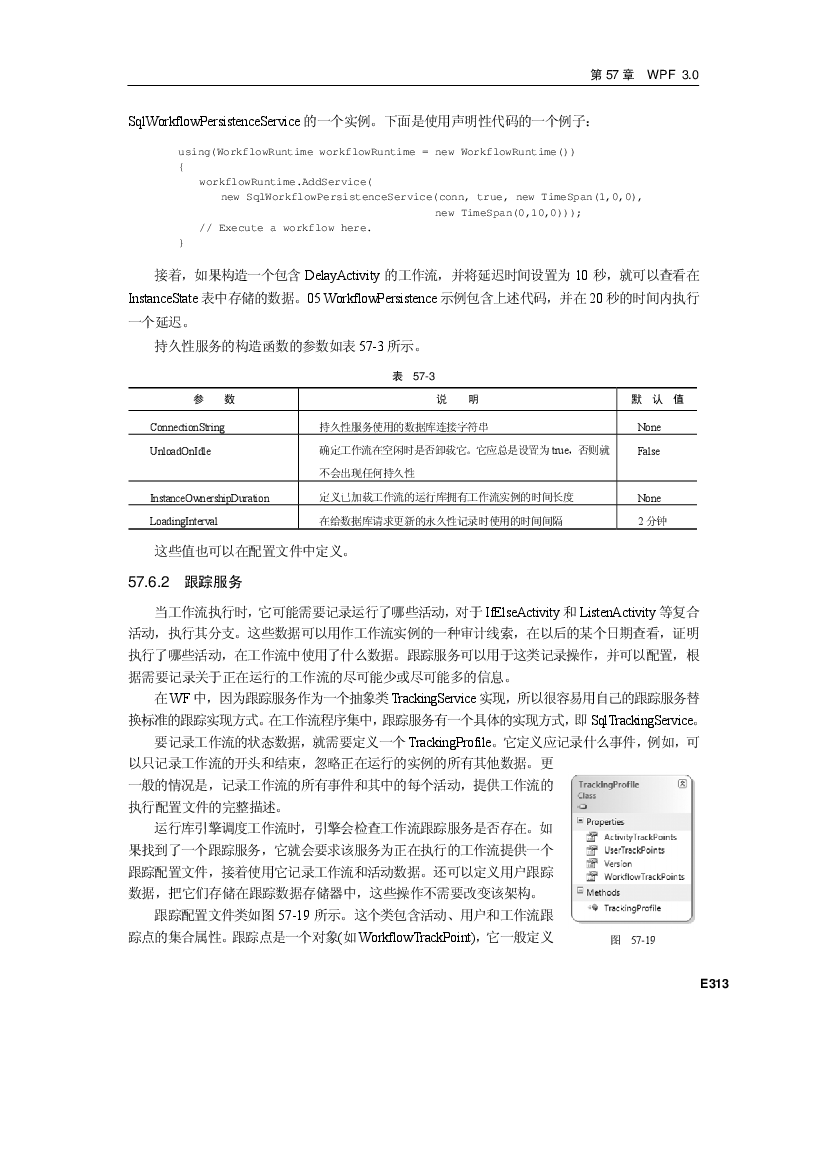 第 57 章 WPF 3.0
SqlWorkflowPersistenceService 的一个实例。下面是使用声明性代码的一个例子：
using(WorkflowRuntime workflowRuntime = new WorkflowRuntime())
{
workflowRuntime.AddService(
new SqlWorkflowPersistenceService(conn, true, new TimeSpan(1,0,0),
new TimeSpan(0,10,0)));
// Execute a workflow here.
}
接着，如果构造一个包含 DelayActivity 的工作流，并将延迟时间设置为 10 秒，就可以查看在
InstanceState 表中存储的数据。05 WorkflowPersistence 示例包含上述代码，并在 20 秒的时间内执行
一个延迟。
持久性服务的构造函数的参数如表 57-3 所示。
表 57-3
参 数 说 明 默 认 值
ConnectionString 持久性服务使用的数据库连接字符串 None
UnloadOnIdle 确定工作流在空闲时是否卸载它。它应总是设置为 true，否则就 False
不会出现任何持久性
InstanceOwnershipDuration 定义已加载工作流的运行库拥有工作流实例的时间长度 None
LoadingInterval 在给数据库请求更新的永久性记录时使用的时间间隔 2 分钟
这些值也可以在配置文件中定义。
57.6.2 跟踪服务
当工作流执行时，它可能需要记录运行了哪些活动，对于 IfElseActivity 和 ListenActivity 等复合
活动，执行其分支。这些数据可以用作工作流实例的一种审计线索，在以后的某个日期查看，证明
执行了哪些活动，在工作流中使用了什么数据。跟踪服务可以用于这类记录操作，并可以配置，根
据需要记录关于正在运行的工作流的尽可能少或尽可能多的信息。
在 WF 中，因为跟踪服务作为一个抽象类 TrackingService 实现，所以很容易用自己的跟踪服务替
换标准的跟踪实现方式。在工作流程序集中，跟踪服务有一个具体的实现方式，即 SqlTrackingService。
要记录工作流的状态数据，就需要定义一个 TrackingProfile。它定义应记录什么事件，例如，可
以只记录工作流的开头和结束，忽略正在运行的实例的所有其他数据。更
一般的情况是，记录工作流的所有事件和其中的每个活动，提供工作流的
执行配置文件的完整描述。
运行库引擎调度工作流时，引擎会检查工作流跟踪服务是否存在。如
果找到了一个跟踪服务，它就会要求该服务为正在执行的工作流提供一个
跟踪配置文件，接着使用它记录工作流和活动数据。还可以定义用户跟踪
数据，把它们存储在跟踪数据存储器中，这些操作不需要改变该架构。
跟踪配置文件类如图 57-19 所示。这个类包含活动、用户和工作流跟
踪点的集合属性。跟踪点是一个对象(如 WorkflowTrackPoint)，它一般定义
TrackingProfile
Class
Properties
ActivityTrackPoints
UserTrackPoints
Version
WorkflowTrackPoints
Methods
TrackingProfile
图 57-19
E313